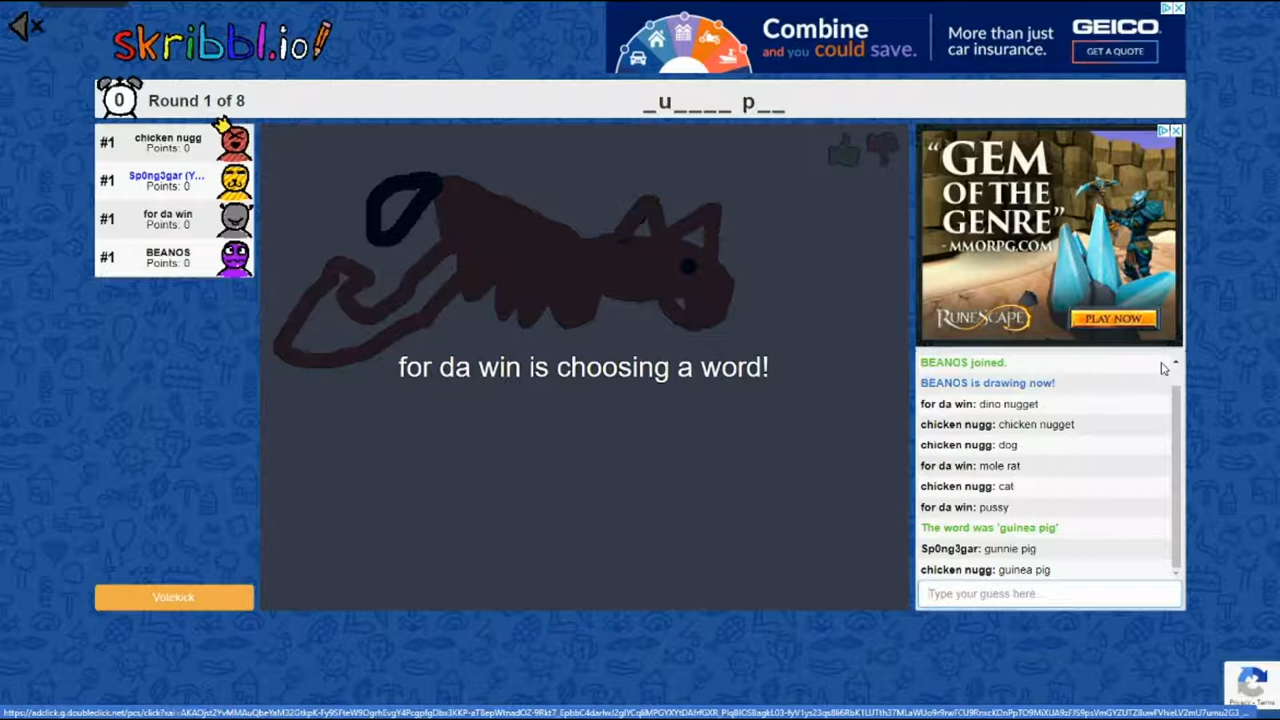 skribbl.io!
Combine
and you could save.
More than just
car insurance.
GEICO
GET A QUOTE
0
Round 1 of 8
_u____ p__
#1
chicken nugg
Points: 0
#1
Sp0ng3gar (Y...
Points: 0
#1
for da win
Points: 0
#1
BEANOS
Points: 0
for da win is choosing a word!
"GEM
OF THE
GENRE"
- MMORPG.COM
RUNESCAPE
PLAY NOW
BEANOS joined.
BEANOS is drawing now!
for da win: dino nugget
chicken nugg: chicken nugget
chicken nugg: dog
for da win: mole rat
chicken nugg: cat
for da win: pussy
The word was 'guinea pig'
Sp0ng3gar: gunnie pig
chicken nugg: guinea pig
Type your guess here...
Votekick
Privacy - Terms